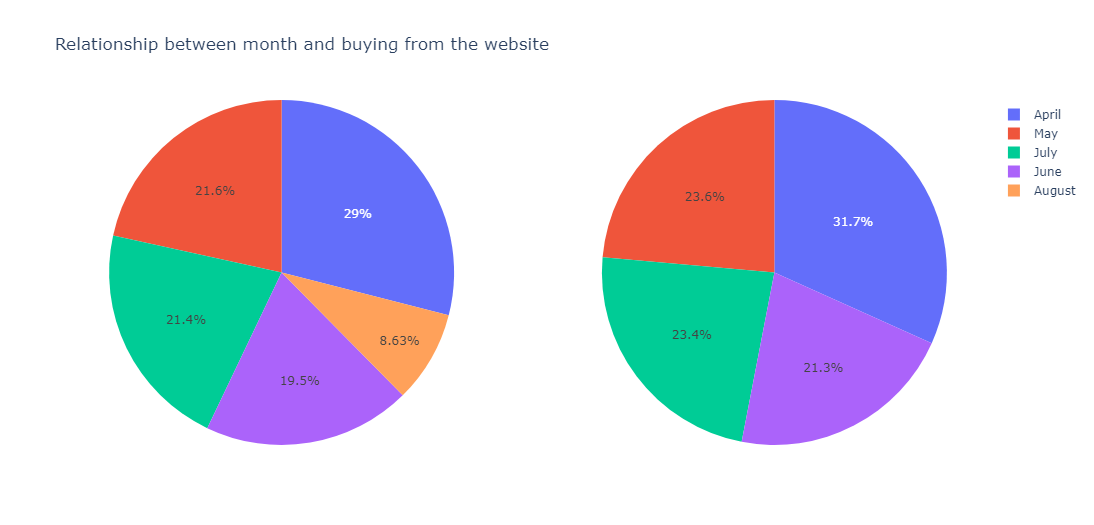 Relationship between month and buying from the website
21.6%
29%
21.4%
8.63%
19.5%
23.6%
31.7%
23.4%
21.3%
April
May
July
June
August